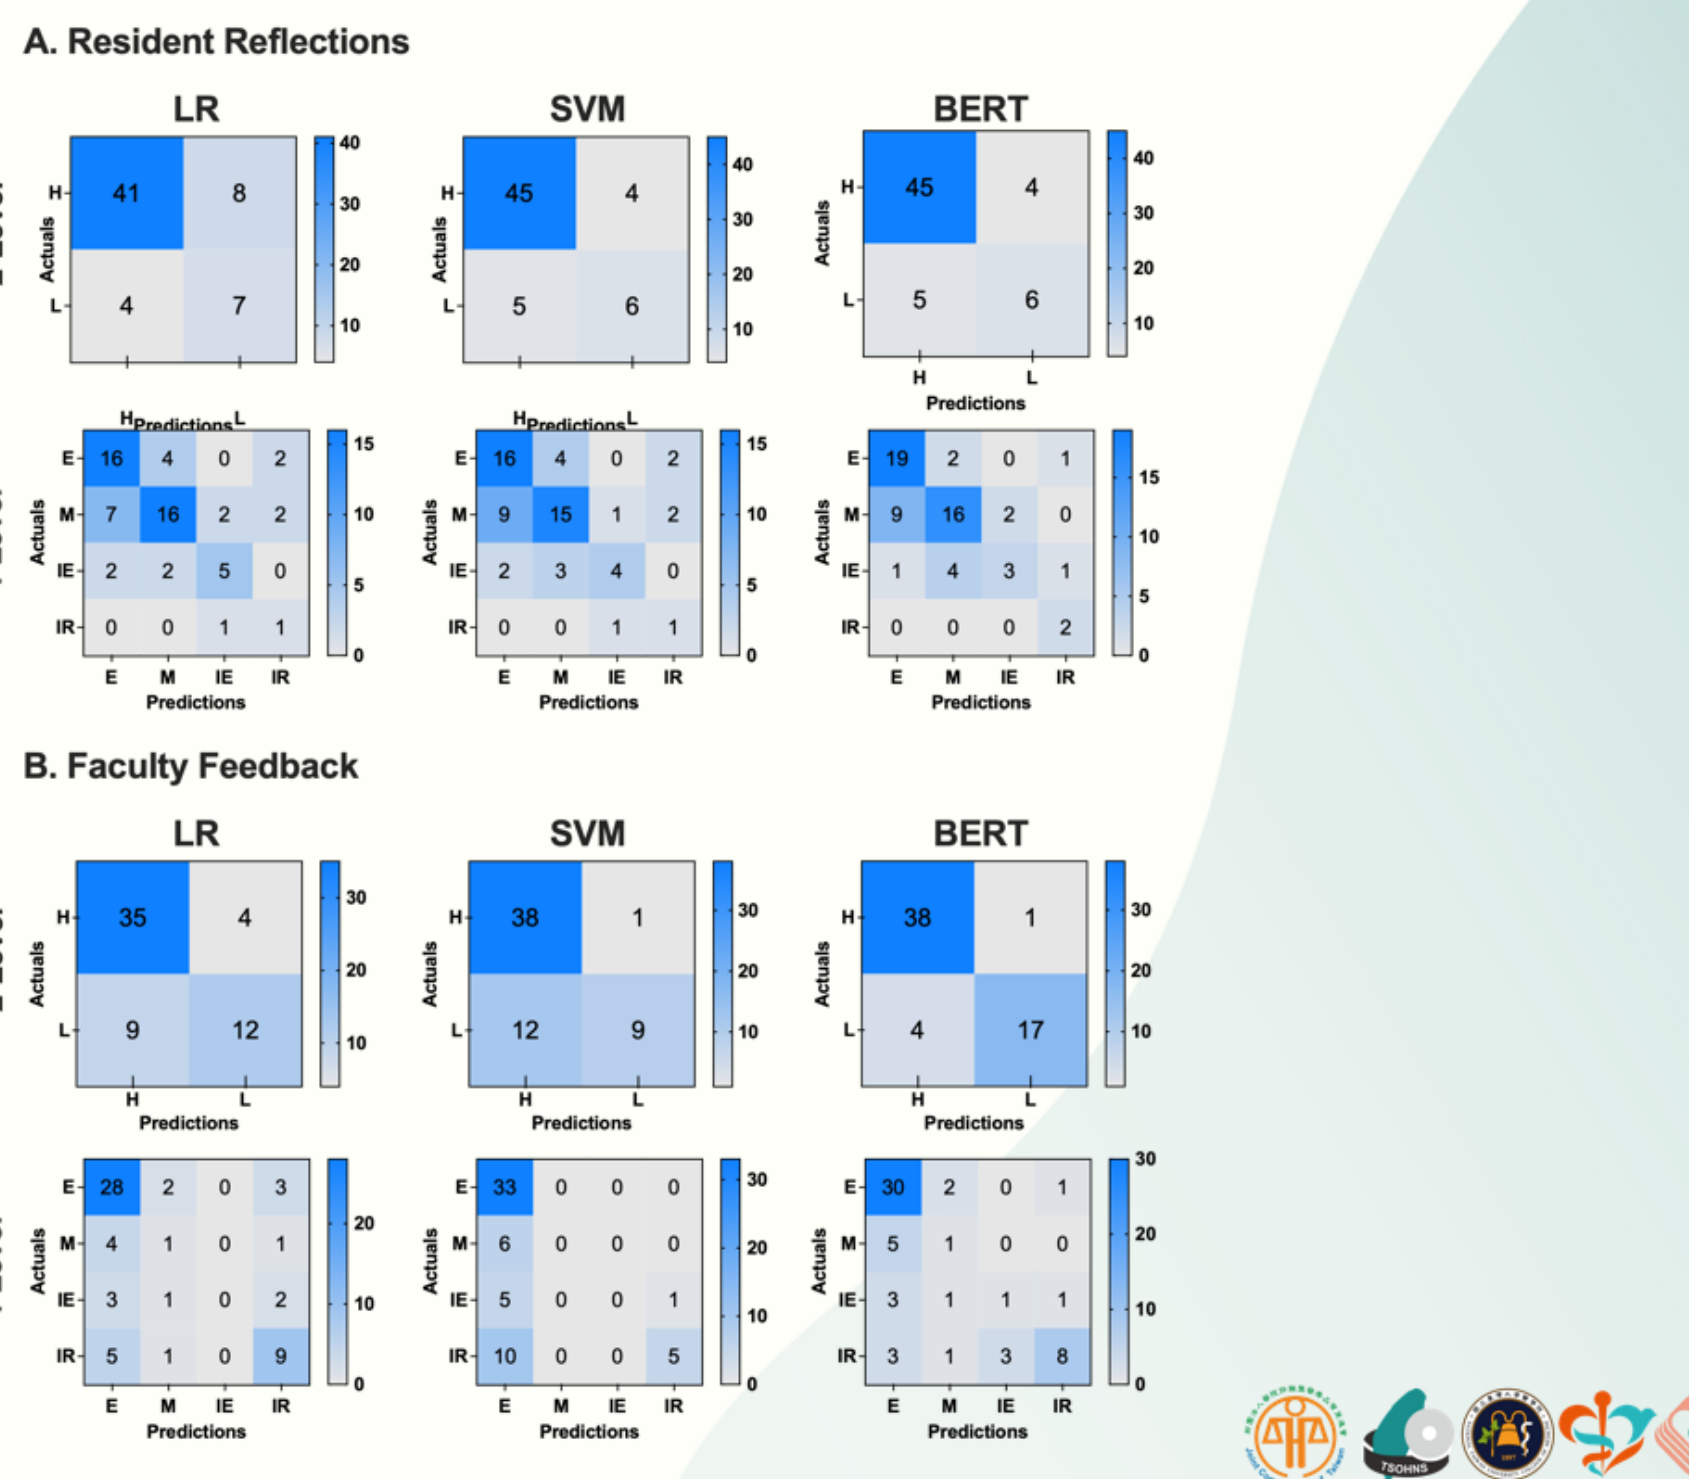 A. Resident Reflections
LR SVM BERT
40
30
20
10
H 41 8
L 4 7
Actuals
H Predictions L
40
30
20
10
H 45 4
L 5 6
Actuals
H Predictions L
40
30
20
10
H 45 4
L 5 6
Actuals
H L
Predictions
E 16 4 0 2
M 7 16 2 2
IE 2 2 5 0
IR 0 0 1 1
E M IE IR
Actuals
Predictions
15
10
5
0
E 16 4 0 2
M 9 15 1 2
IE 2 3 4 0
IR 0 0 1 1
E M IE IR
Actuals
Predictions
15
10
5
0
E 19 2 0 1
M 9 16 2 0
IE 1 4 3 1
IR 0 0 0 2
E M IE IR
Actuals
Predictions
15
10
5
0
B. Faculty Feedback
LR SVM BERT
H 35 4
L 9 12
H L
Actuals
Predictions
30
20
10
H 38 1
L 12 9
H L
Actuals
Predictions
30
20
10
H 38 1
L 4 17
H L
Actuals
Predictions
30
20
10
E 28 2 0 3
M 4 1 0 1
IE 3 1 0 2
IR 5 1 0 9
E M IE IR
Actuals
Predictions
20
10
0
E 33 0 0 0
M 6 0 0 0
IE 5 0 0 1
IR 10 0 0 5
E M IE IR
Actuals
Predictions
30
20
10
0
E 30 2 0 1
M 5 1 0 0
IE 3 1 1 1
IR 3 1 3 8
E M IE IR
Actuals
Predictions
30
20
10
0
TSOHNS